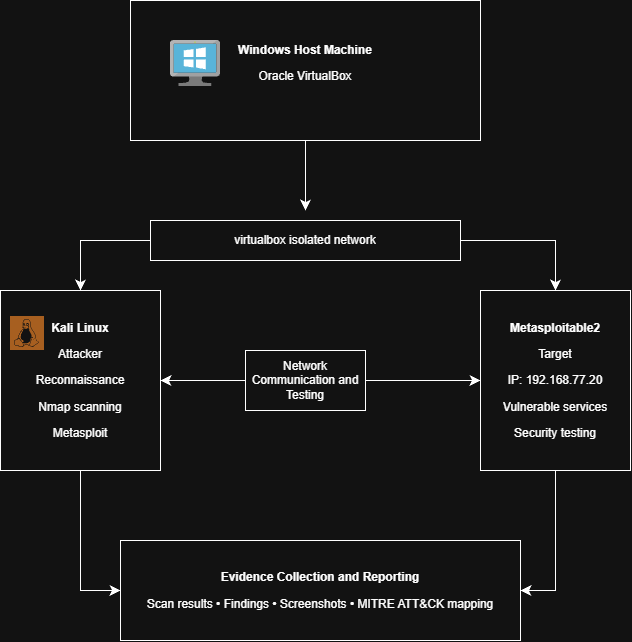 Windows Host Machine
Oracle VirtualBox
virtualbox isolated network
Kali Linux
Attacker
Reconnaissance
Nmap scanning
Metasploit
Network
Communication and
Testing
Metasploitable2
Target
IP: 192.168.77.20
Vulnerable services
Security testing
Evidence Collection and Reporting
Scan results • Findings • Screenshots • MITRE ATT&CK mapping